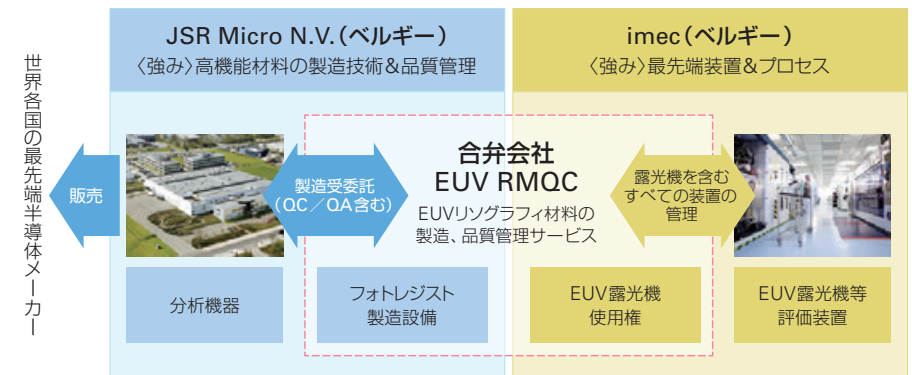 世界各国の最先端半導体メーカー
販売
JSR Micro N.V.(ベルギー)
〈強み〉高機能材料の製造技術&品質管理
imec(ベルギー)
〈強み〉最先端装置&プロセス
製造受委託
(QC／QA含む)
合弁会社
EUV RMQC
EUVリソグラフィ材料の
製造、品質管理サービス
露光機を含む
すべての装置の
管理
分析機器
フォトレジスト
製造設備
EUV露光機
使用権
EUV露光機等
評価装置